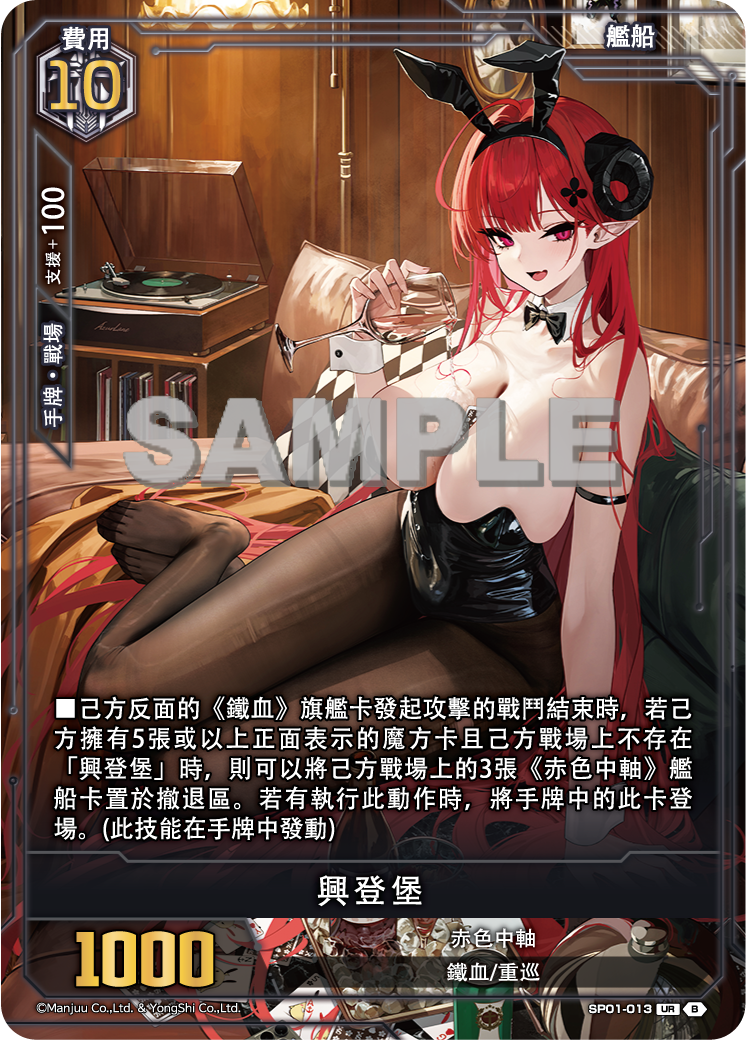 費用
10
艦船
支援+100
手牌・戰場
SAMPLE
■己方反面的《鐵血》旗艦卡發起攻擊的戰鬥結束時，若己
方擁有5張或以上正面表示的魔方卡且己方戰場上不存在
「興登堡」時，則可以將己方戰場上的3張《赤色中軸》艦
船卡置於撤退區。若有執行此動作時，將手牌中的此卡登
場。(此技能在手牌中發動)
興登堡
1000
赤色中軸
鐵血/重巡
©Manjuu Co.,Ltd. & YongShi Co.,Ltd.
SP01-013 UR B